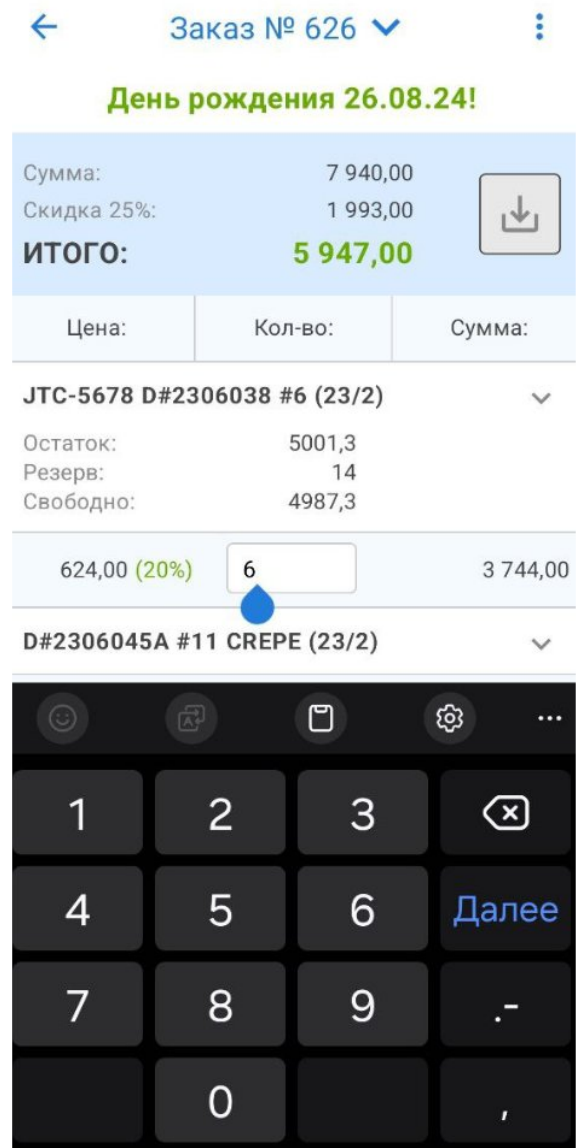 Заказ № 626
День рождения 26.08.24!
Сумма: 7 940,00
Скидка 25%: 1 993,00
ИТОГО: 5 947,00
Цена: Кол-во: Сумма:
JTC-5678 D#2306038 #6 (23/2)
Остаток: 5001,3
Резерв: 14
Свободно: 4987,3
624,00 (20%) 6 3 744,00
D#2306045A #11 CREPE (23/2)
1 2 3
4 5 6 Далее
7 8 9 .-
0 ,